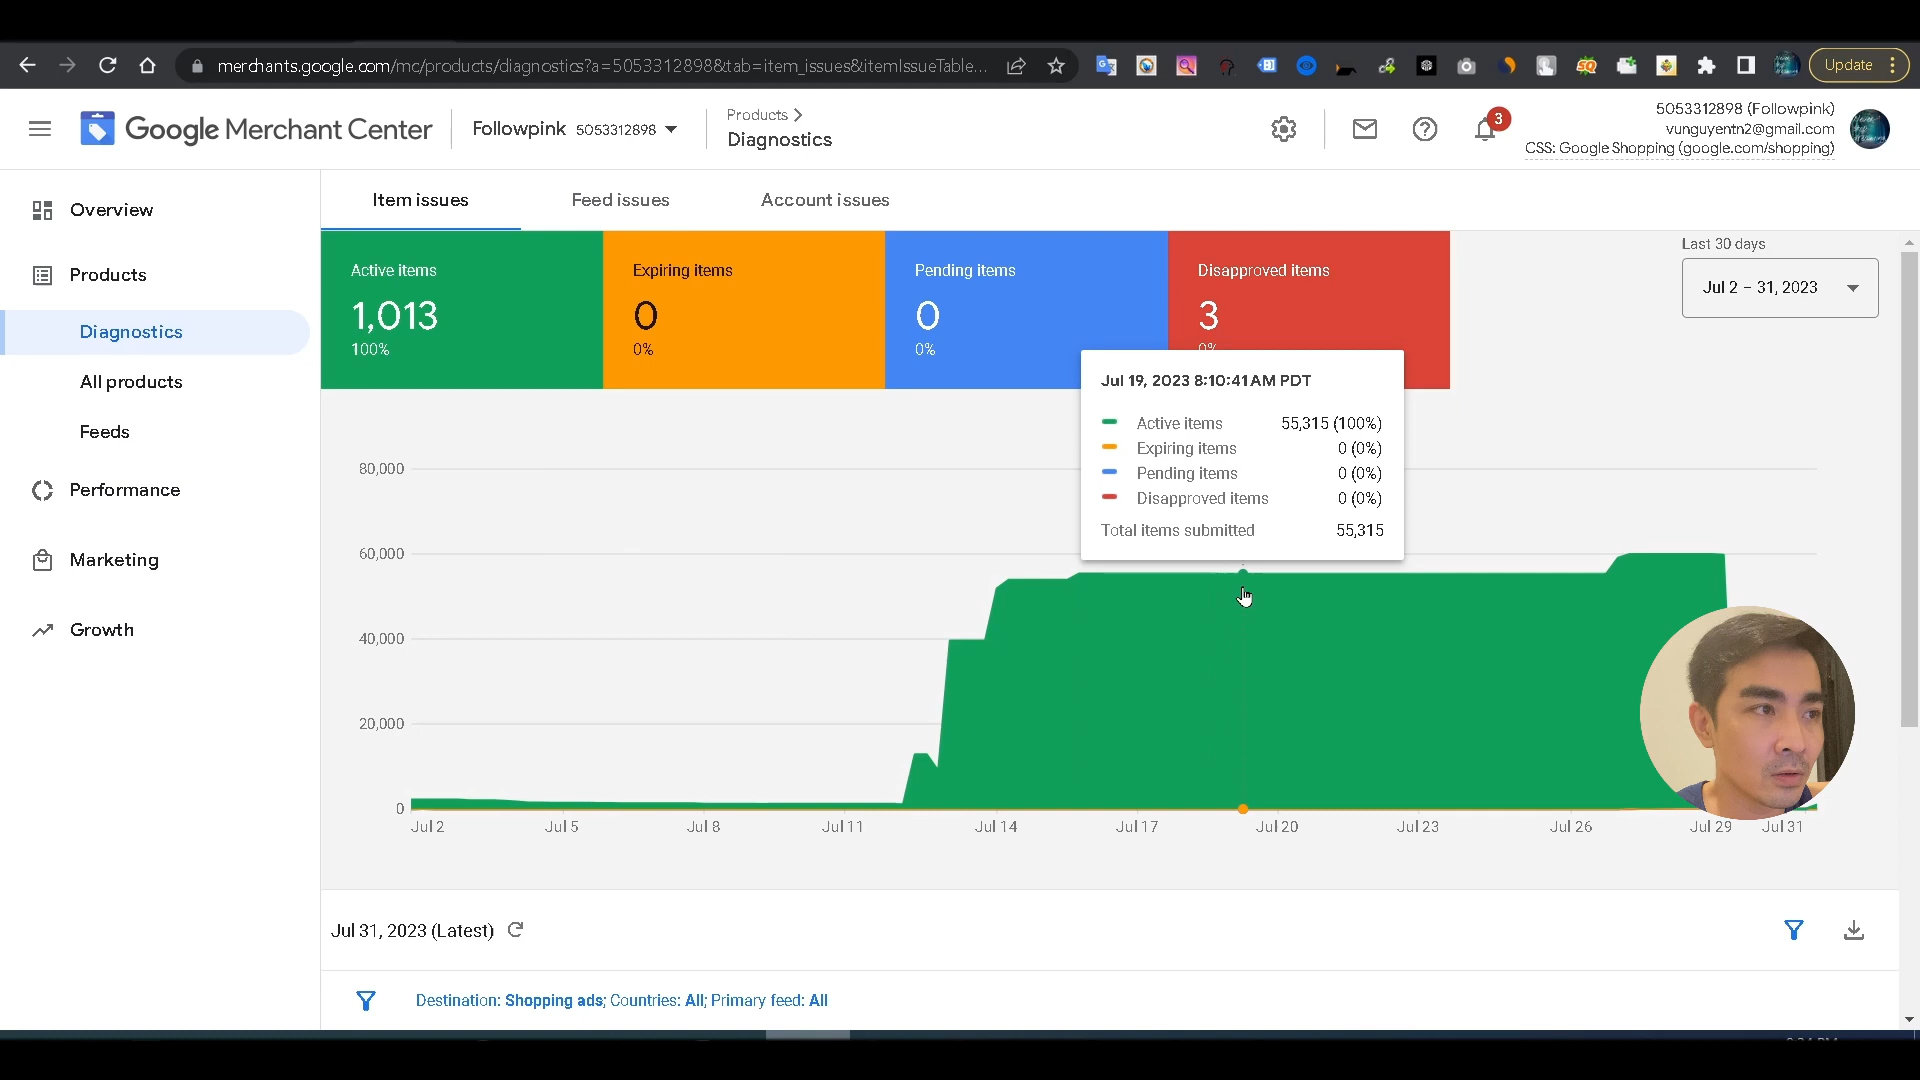 merchants.google.com/mc/products/diagnostics?a=5053312898&tab=item_issues&itemIssueTable...
Update
Google Merchant Center
Followpink 5053312898
Products
Diagnostics
3
5053312898 (Followpink)
vunguyentn2@gmail.com
CSS: Google Shopping (google.com/shopping)
Overview
Products
Diagnostics
All products
Feeds
Performance
Marketing
Growth
Item issues
Feed issues
Account issues
Active items
1,013
100%
Expiring items
0
0%
Pending items
0
0%
Disapproved items
3
0%
Last 30 days
Jul 2 – 31, 2023
Jul 19, 2023 8:10:41 AM PDT
Active items 55,315 (100%)
Expiring items 0 (0%)
Pending items 0 (0%)
Disapproved items 0 (0%)
Total items submitted 55,315
80,000
60,000
40,000
20,000
0
Jul 2 Jul 5 Jul 8 Jul 11 Jul 14 Jul 17 Jul 20 Jul 23 Jul 26 Jul 29 Jul 31
Jul 31, 2023 (Latest)
Destination: Shopping ads; Countries: All; Primary feed: All